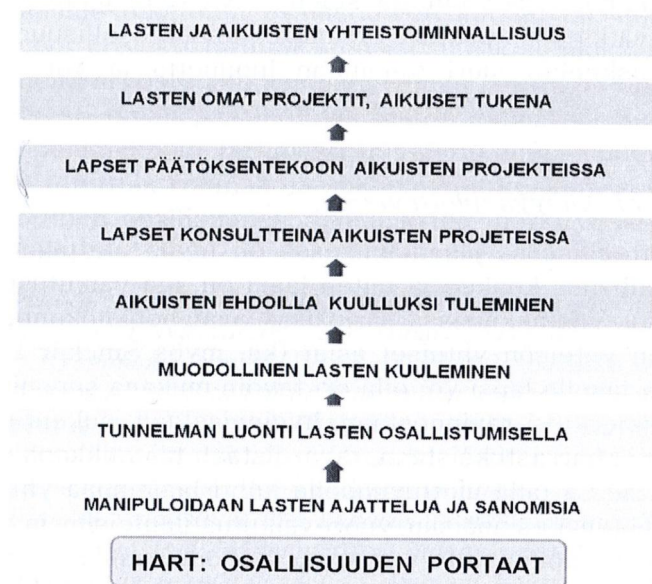 LASTEN JA AIKUISTEN YHTEISTOIMINNALLISUUS
LASTEN OMAT PROJEKTIT, AIKUISET TUKENA
LAPSET PÄÄTÖKSENTEKOON AIKUISTEN PROJEKTEISSA
LAPSET KONSULTTEINA AIKUISTEN PROJETEISSA
AIKUISTEN EHDOILLA KUULLUKSI TULEMINEN
MUODOLLINEN LASTEN KUULEMINEN
TUNNELMAN LUONTI LASTEN OSALLISTUMISELLA
MANIPULOIDAAN LASTEN AJATTELUA JA SANOMISIA
HART: OSALLISUUDEN PORTAAT